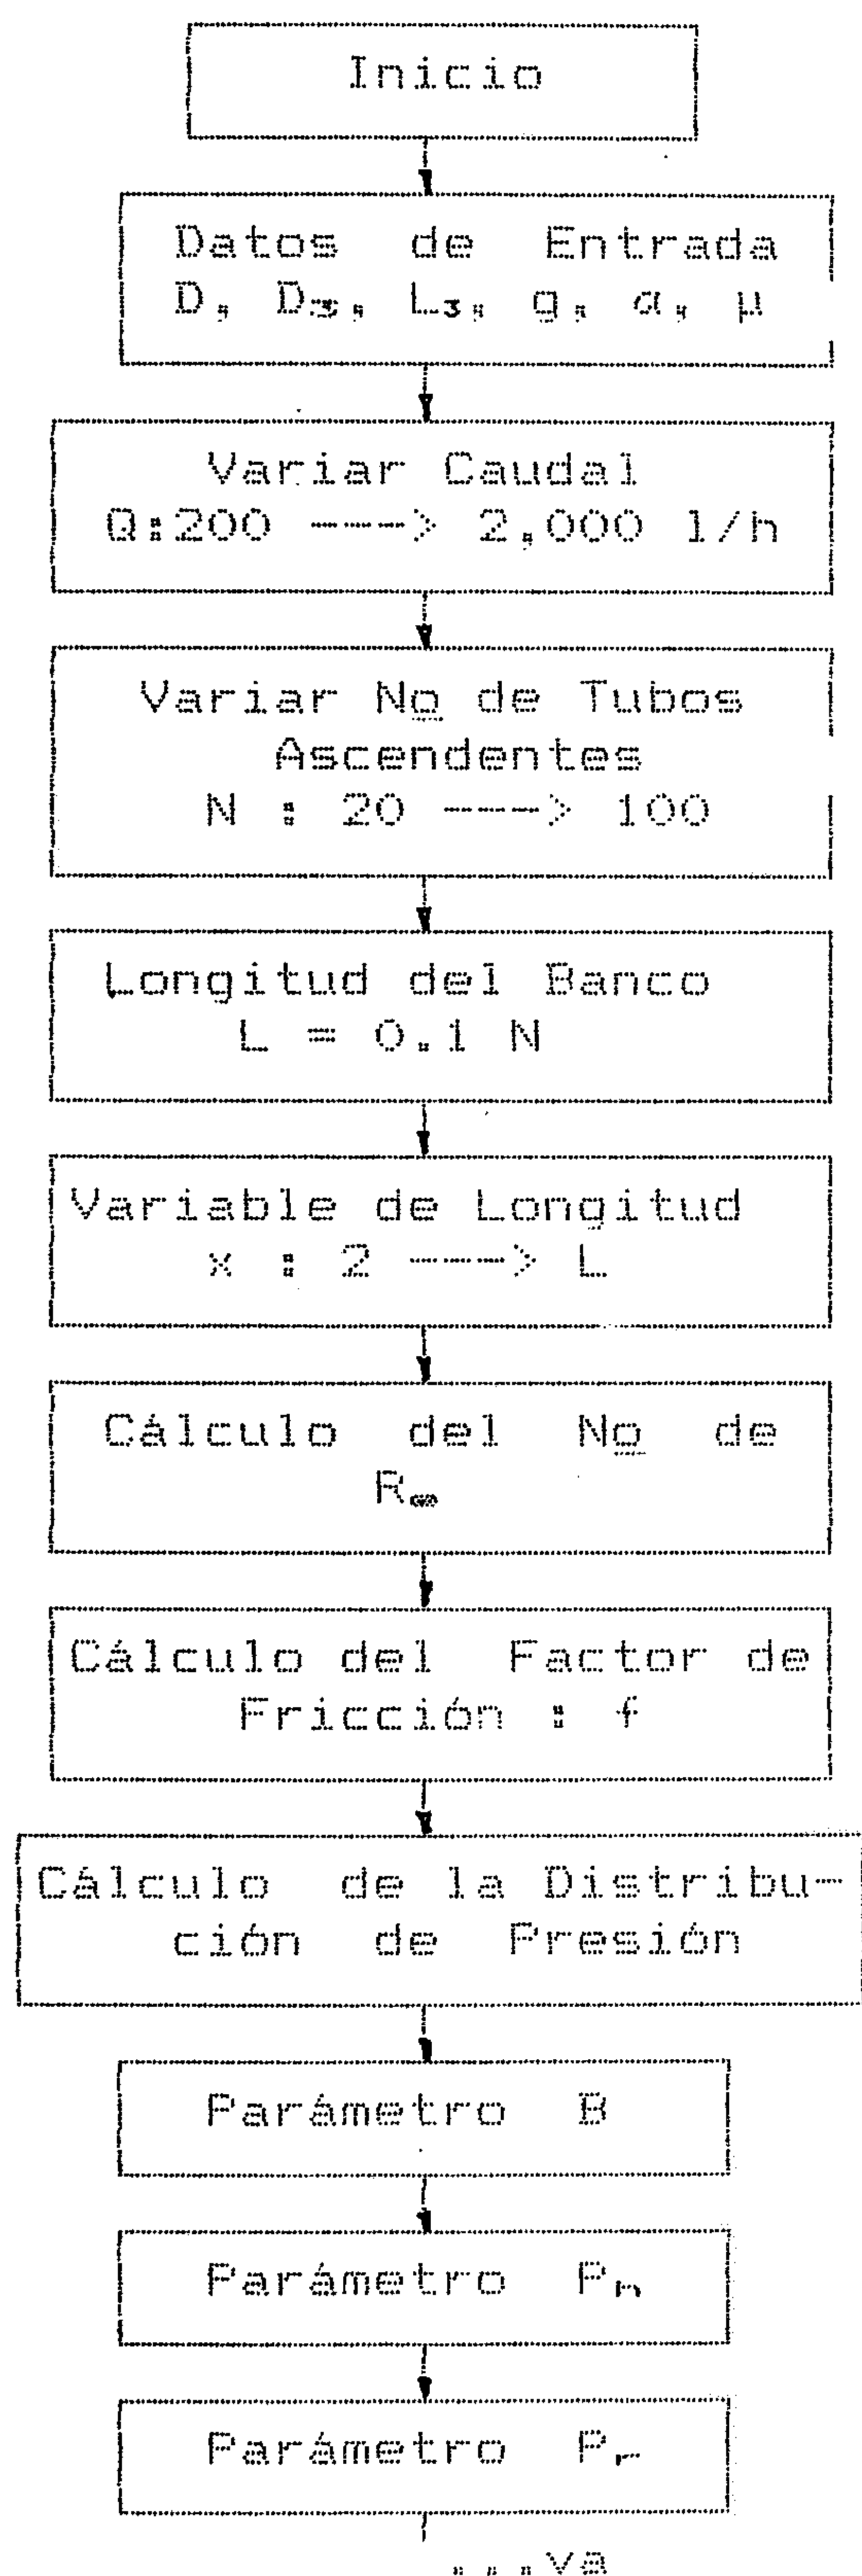 Inicio
Datos de Entrada
D, D₃, L₃, g, α, μ
Variar Caudal
Q:200 ----> 2,000 l/h
Variar No de Tubos
Ascendentes
N : 20 ----> 100
Longitud del Banco
L = 0.1 N
Variable de Longitud
x : 2 ----> L
Cálculo del No de
Rₑ
Cálculo del Factor de
Fricción : f
Cálculo de la Distribu-
ción de Presión
Parámetro B
Parámetro Pₕ
Parámetro Pᵣ
...va